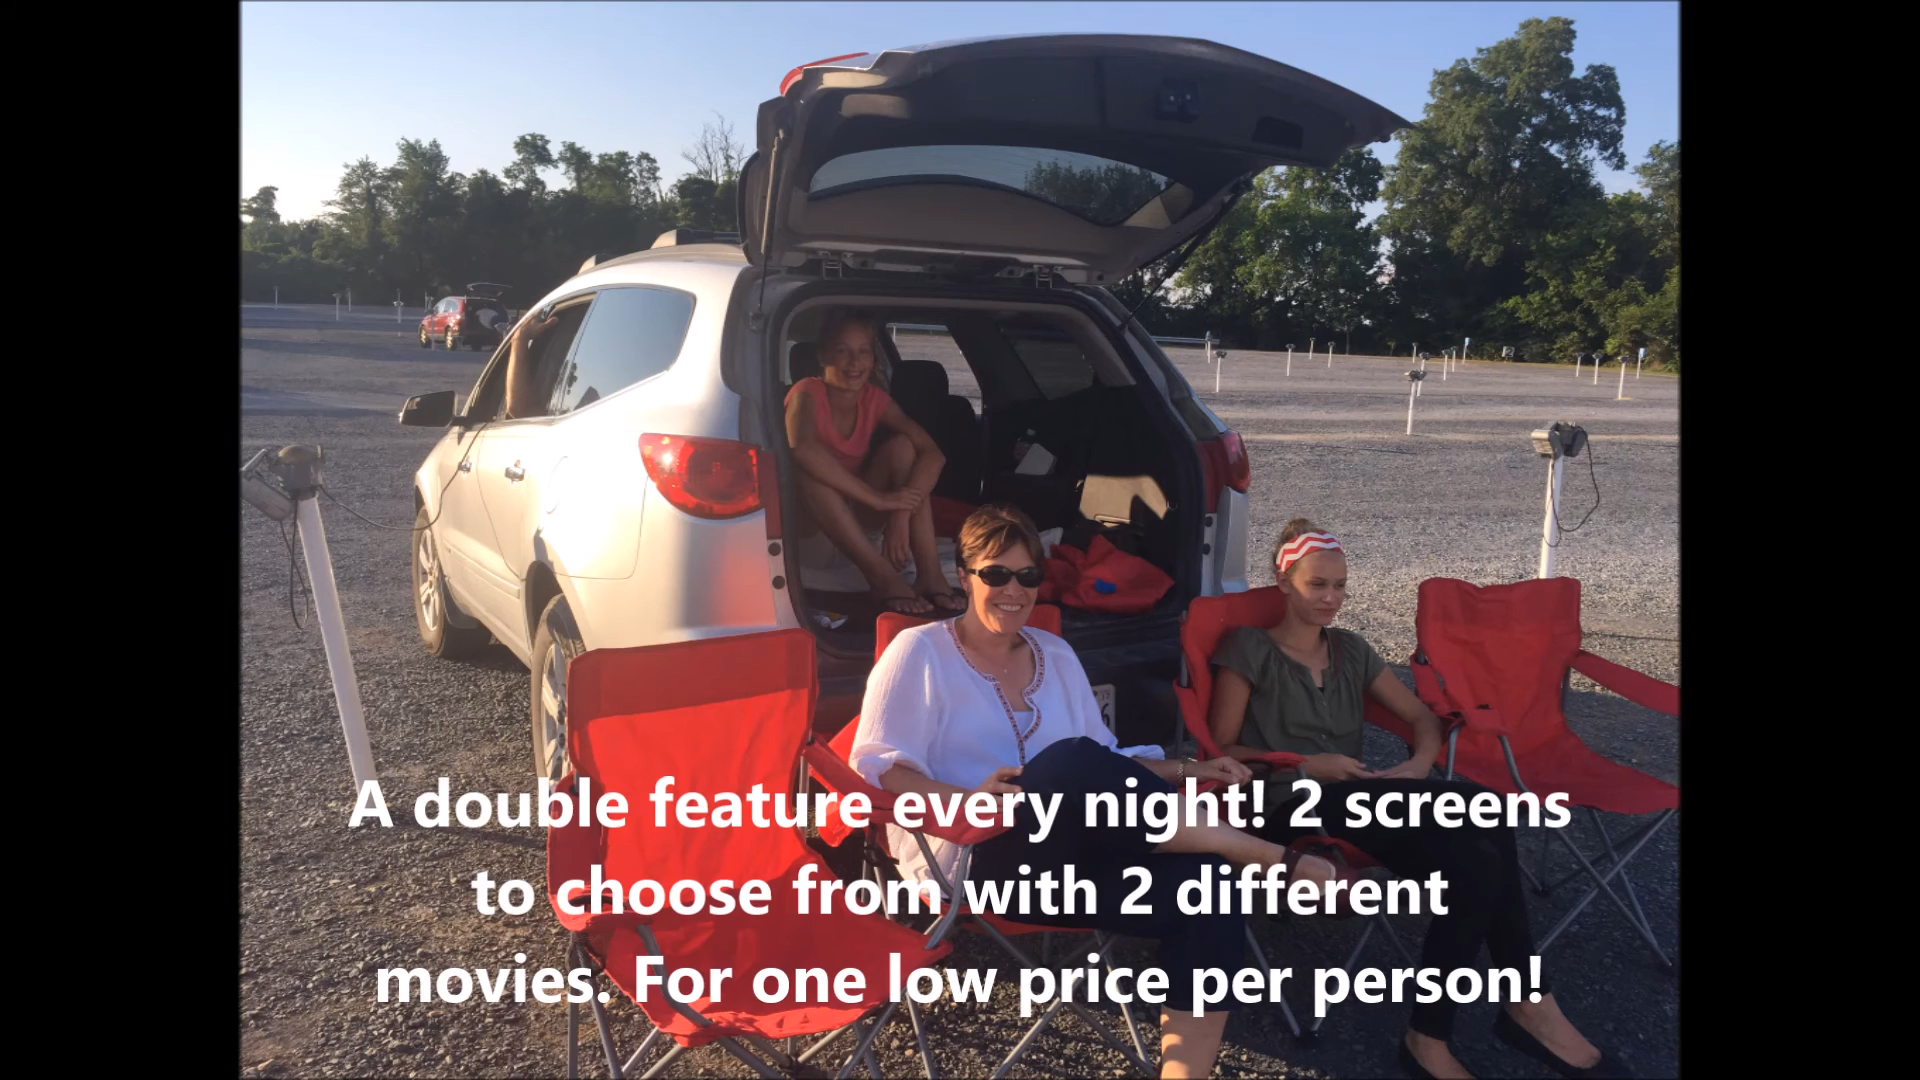 A double feature every night! 2 screens
to choose from with 2 different
movies. For one low price per person!